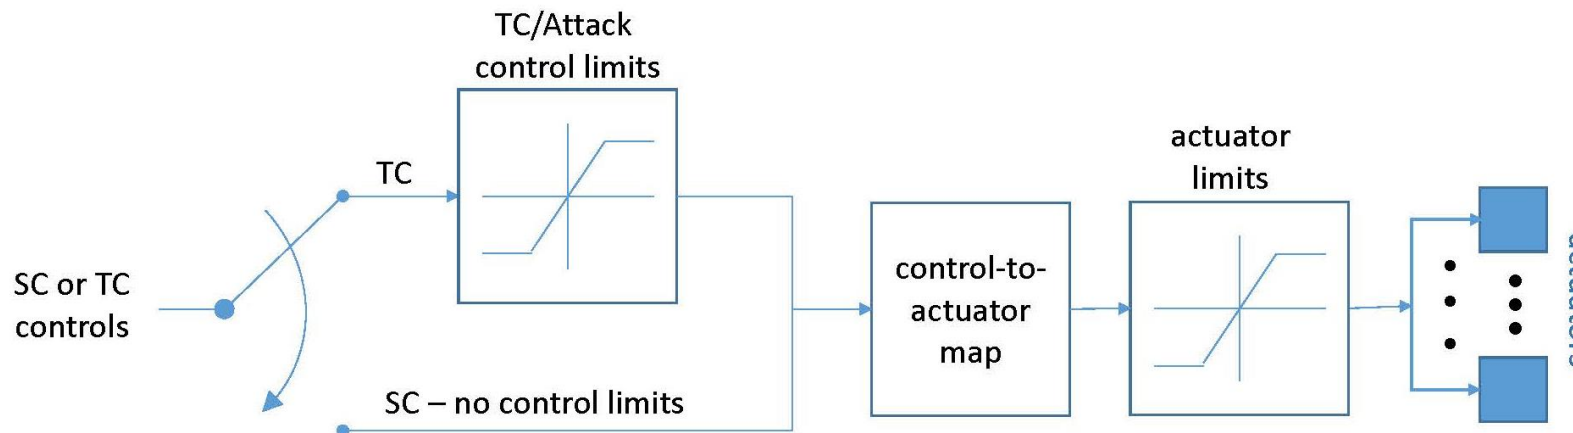 TC/Attack
control limits
TC
SC or TC
controls
SC – no control limits
control-to-
actuator
map
actuator
limits